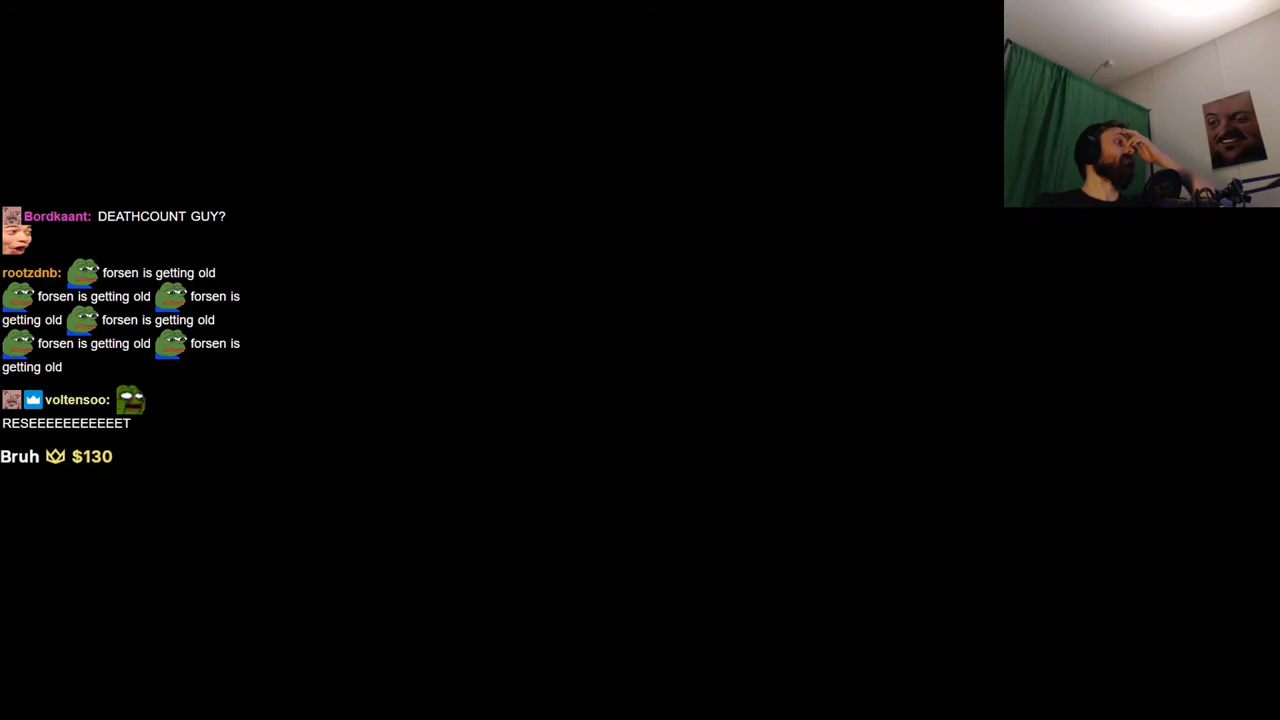 Bordkaant: DEATHCOUNT GUY?
rootzdnb: forsen is getting old
forsen is getting old forsen is
getting old forsen is getting old
forsen is getting old forsen is
getting old
voltensoo:
RESEEEEEEEEEEET
Bruh $130